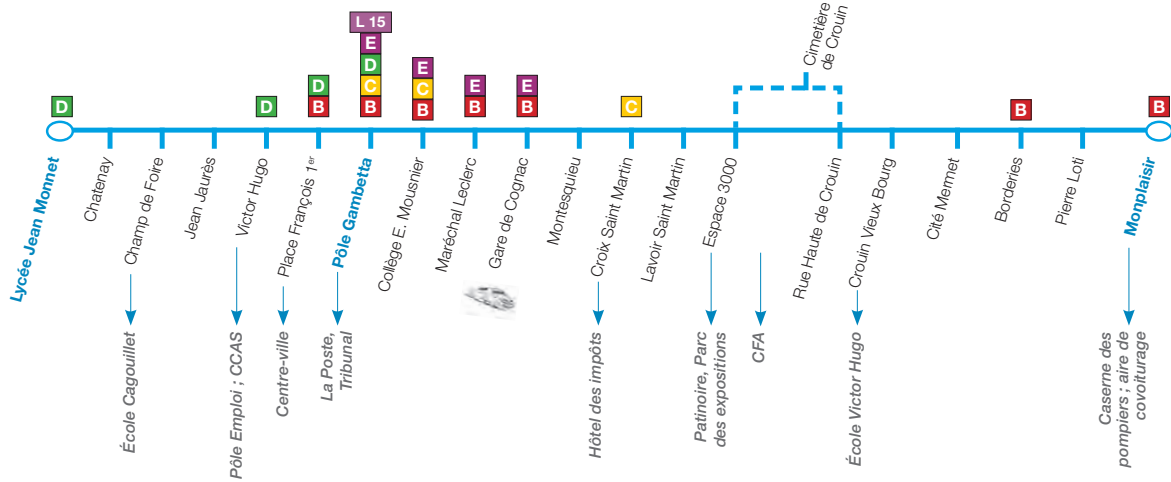 L 15
E
D
C
B
D
D
D
B
E
C
B
E
B
E
B
C
B
B
Cimetière
de Crouin
Lycée Jean Monnet
Chatenay
Champ de Foire
Jean Jaurès
Victor Hugo
Place François 1er
Pôle Gambetta
Collège E. Mousnier
Maréchal Leclerc
Gare de Cognac
Montesquieu
Croix Saint Martin
Lavoir Saint Martin
Espace 3000
Rue Haute de Crouin
Crouin Vieux Bourg
Cité Mermet
Borderies
Pierre Loti
Monplaisir
École Cagouillet
Pôle Emploi ; CCAS
Centre-ville
La Poste,
Tribunal
Hôtel des impôts
Patinoire, Parc
des expositions
CFA
École Victor Hugo
Caserne des
pompiers ; aire de
covoiturage